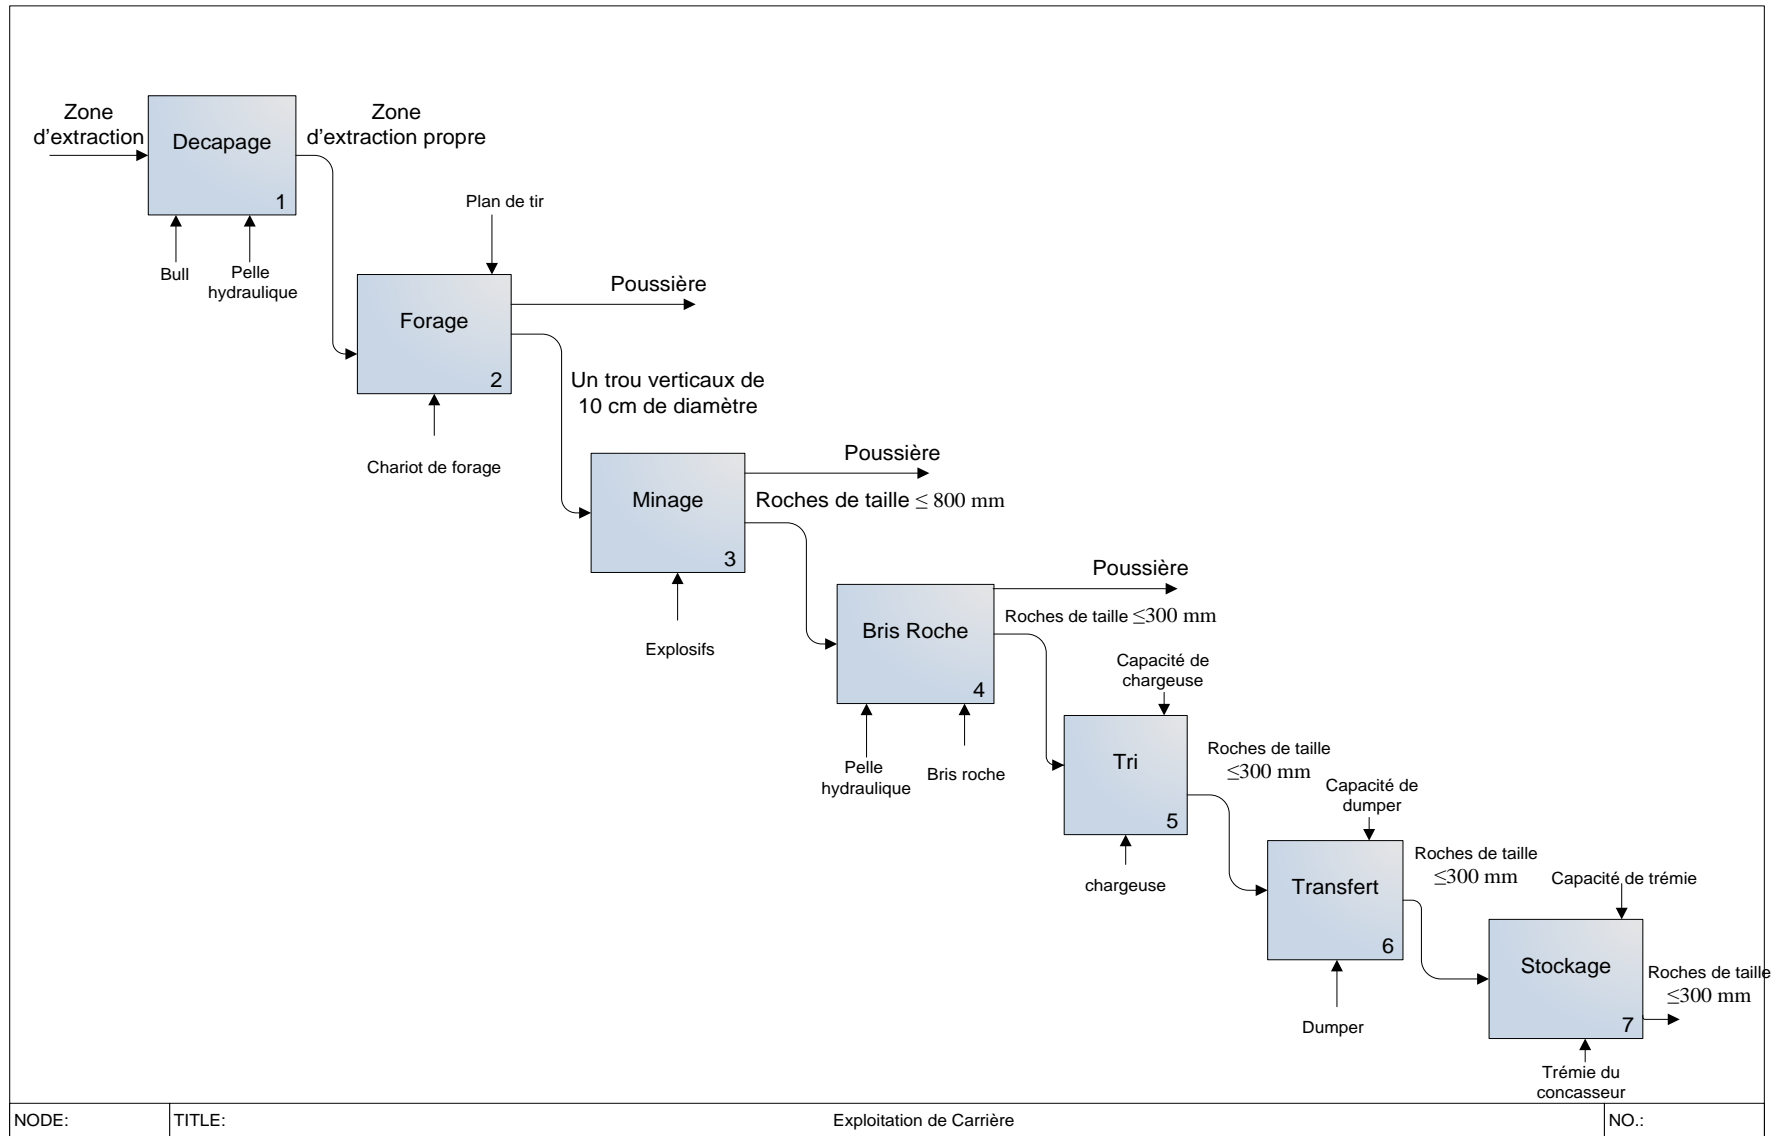 Zone
d'extraction
Decapage
1
Zone
d'extraction propre
Bull
Pelle
hydraulique
Plan de tir
Forage
2
Poussière
Chariot de forage
Un trou verticaux de
10 cm de diamètre
Minage
3
Poussière
Roches de taille ≤ 800 mm
Explosifs
Bris Roche
4
Poussière
Roches de taille ≤300 mm
Pelle
hydraulique
Bris roche
Capacité de
chargeuse
Tri
5
chargeuse
Roches de taille
≤300 mm
Capacité de
dumper
Transfert
6
Dumper
Roches de taille
≤300 mm
Capacité de trémie
Stockage
7
Roches de taille
≤300 mm
Trémie du
concasseur
NODE:
TITLE:
Exploitation de Carrière
NO.: